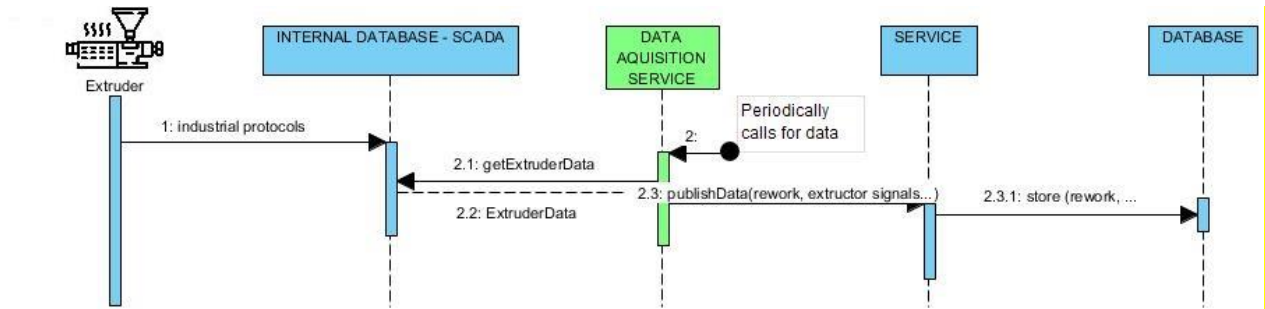 INTERNAL DATABASE - SCADA
DATA
AQUISITION
SERVICE
SERVICE
DATABASE
Extruder
Periodically
calls for data
1: industrial protocols
2:
2.1: getExtruderData
2.3: publishData(rework, extructor signals...)
2.3.1: store (rework, ...
2.2: ExtruderData